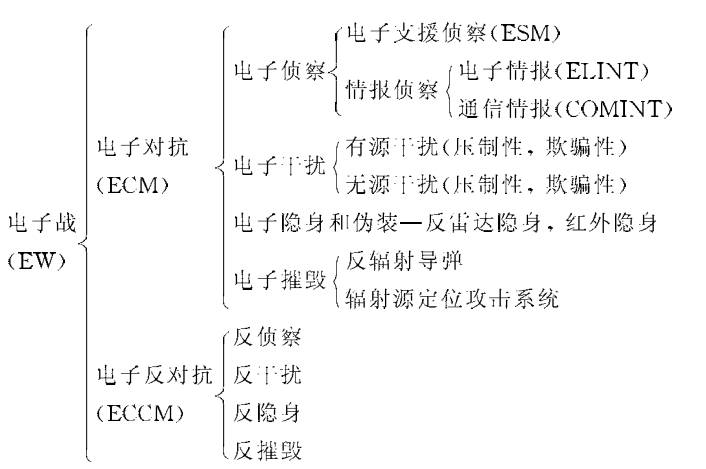 电子战
(EW)
电子对抗
(ECM)
电子侦察
电子支援侦察(ESM)
情报侦察
电子情报(ELINT)
通信情报(COMINT)
电子干扰
有源干扰(压制性，欺骗性)
无源干扰(压制性，欺骗性)
电子隐身和伪装—反雷达隐身，红外隐身
电子摧毁
反辐射导弹
辐射源定位攻击系统
电子反对抗
(ECCM)
反侦察
反干扰
反隐身
反摧毁